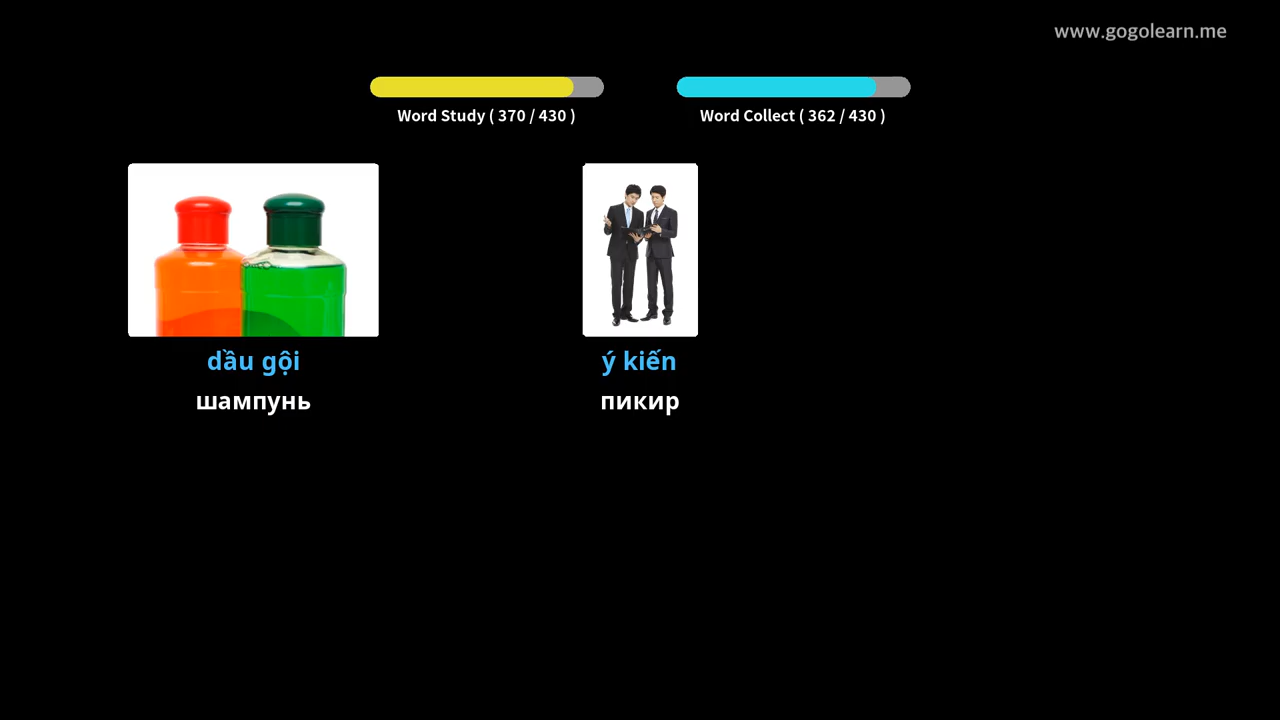 www.gogolearn.me
Word Study ( 370 / 430 )
Word Collect ( 362 / 430 )
dầu gội
шампунь
ý kiến
пикир